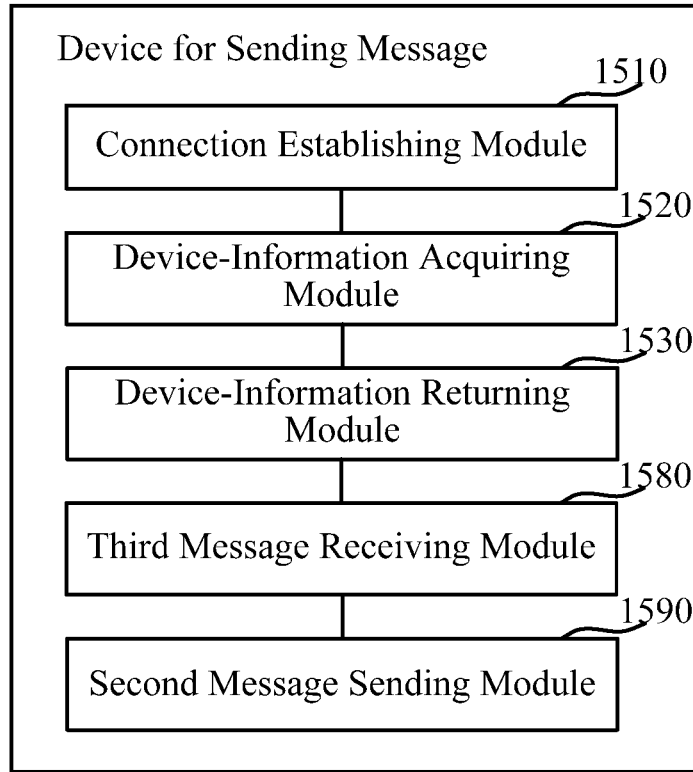 Device for Sending Message
1510
Connection Establishing Module
1520
Device-Information Acquiring
Module
1530
Device-Information Returning
Module
1580
Third Message Receiving Module
1590
Second Message Sending Module